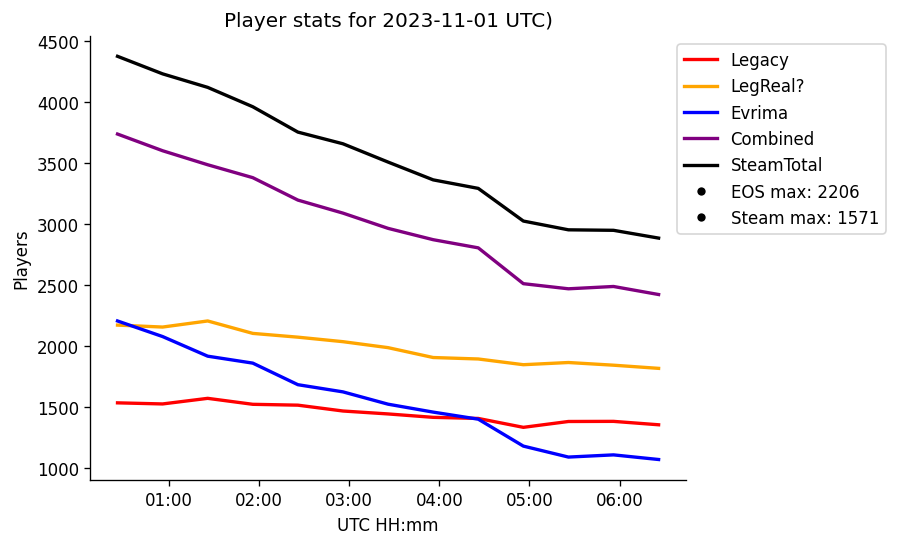 Player stats for 2023-11-01 UTC)
4500
4000
3500
3000
2500
2000
1500
1000
Players
01:00 02:00 03:00 04:00 05:00 06:00
UTC HH:mm
Legacy
LegReal?
Evrima
Combined
SteamTotal
EOS max: 2206
Steam max: 1571